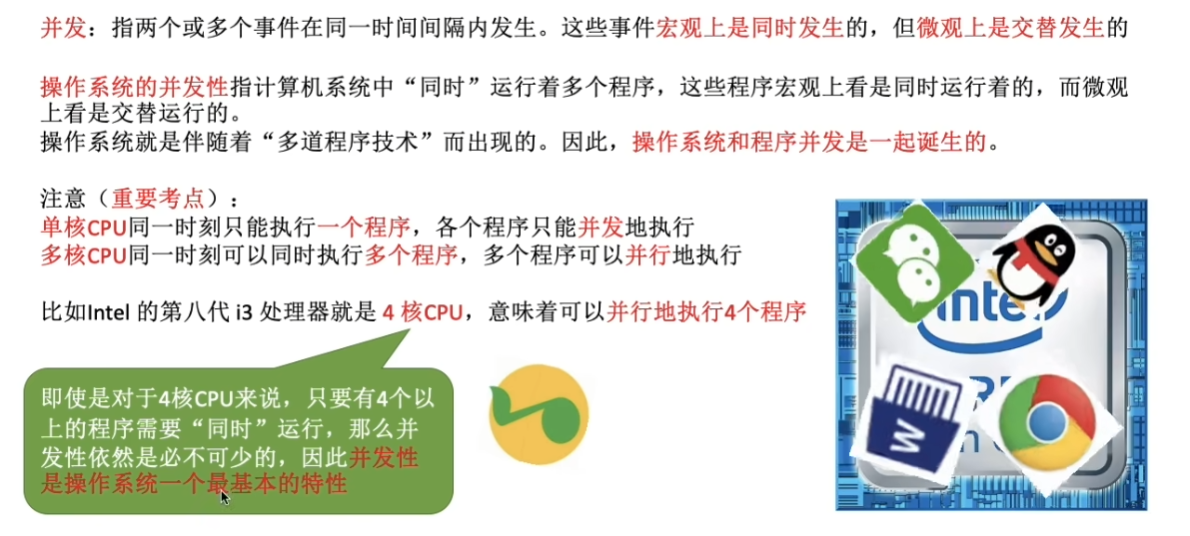 并发：指两个或多个事件在同一时间间隔内发生。这些事件宏观上是同时发生的，但微观上是交替发生的
操作系统的并发性指计算机系统中“同时”运行着多个程序，这些程序宏观上看是同时运行着的，而微观
上看是交替运行的。
操作系统就是伴随着“多道程序技术”而出现的。因此，操作系统和程序并发是一起诞生的。
注意（重要考点）：
单核CPU同一时刻只能执行一个程序，各个程序只能并发地执行
多核CPU同一时刻可以同时执行多个程序，多个程序可以并行地执行
比如Intel 的第八代 i3 处理器就是 4 核CPU，意味着可以并行地执行4个程序
即使是对于4核CPU来说，只要有4个以
上的程序需要“同时”运行，那么并
发性依然是必不可少的，因此并发性
是操作系统一个最基本的特性
inte
W